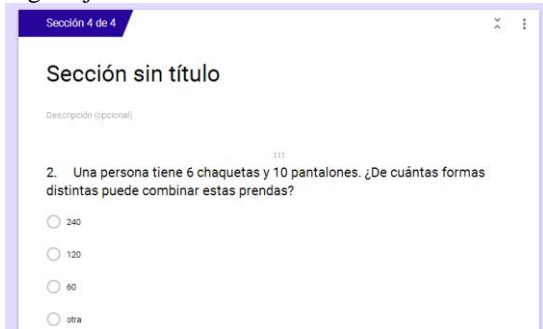 Sección 4 de 4
Sección sin título
Descripción (opcional)
2. Una persona tiene 6 chaquetas y 10 pantalones. ¿De cuántas formas
distintas puede combinar estas prendas?
240
120
60
otra